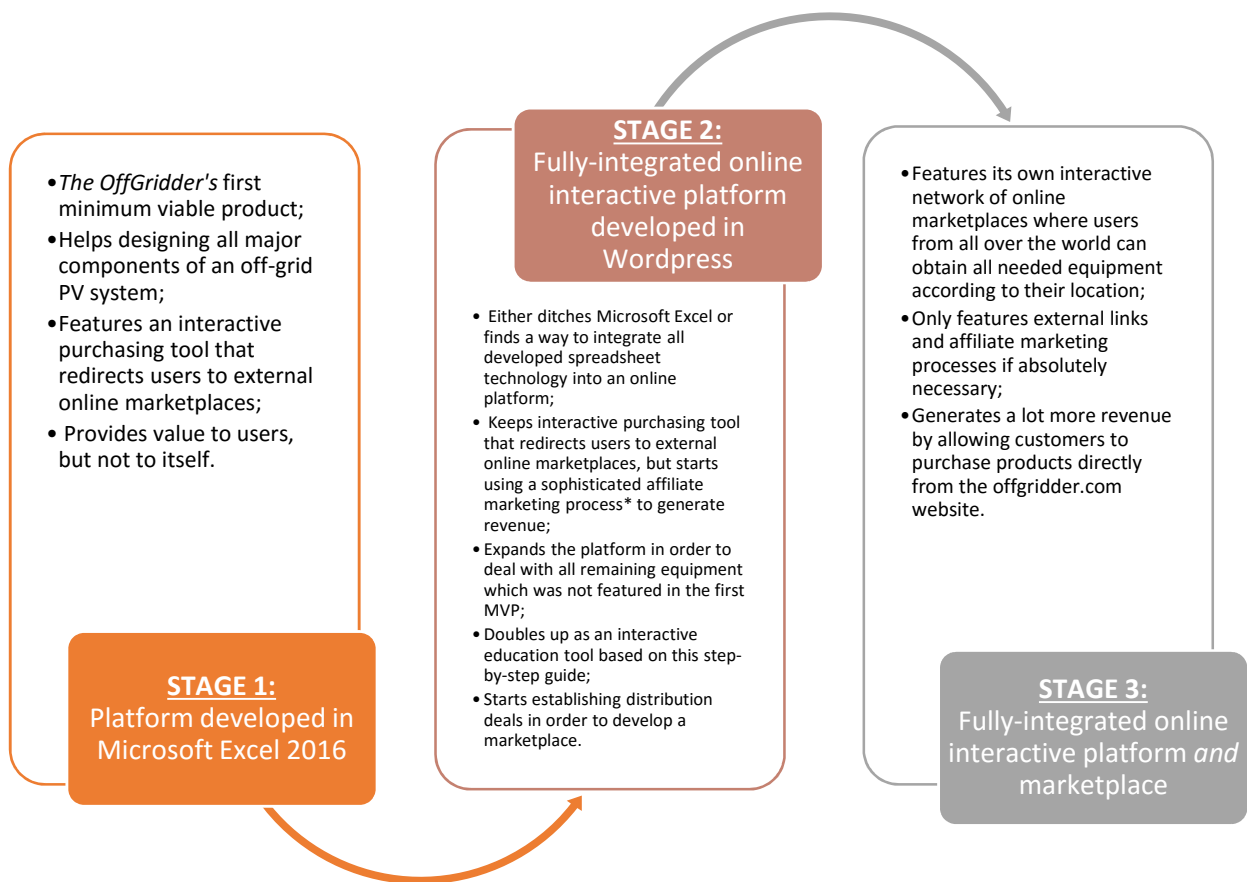 •The OffGridder's first
minimum viable product;
•Helps designing all major
components of an off-grid
PV system;
•Features an interactive
purchasing tool that
redirects users to external
online marketplaces;
• Provides value to users,
but not to itself.
STAGE 1:
Platform developed in
Microsoft Excel 2016
STAGE 2:
Fully-integrated online
interactive platform
developed in
Wordpress
• Either ditches Microsoft Excel or
finds a way to integrate all
developed spreadsheet
technology into an online
platform;
• Keeps interactive purchasing tool
that redirects users to external
online marketplaces, but starts
using a sophisticated affiliate
marketing process* to generate
revenue;
•Expands the platform in order to
deal with all remaining equipment
which was not featured in the first
MVP;
•Doubles up as an interactive
education tool based on this step-
by-step guide;
•Starts establishing distribution
deals in order to develop a
marketplace.
•Features its own interactive
network of online
marketplaces where users
from all over the world can
obtain all needed equipment
according to their location;
•Only features external links
and affiliate marketing
processes if absolutely
necessary;
•Generates a lot more revenue
by allowing customers to
purchase products directly
from the offgridder.com
website.
STAGE 3:
Fully-integrated online
interactive platform and
marketplace